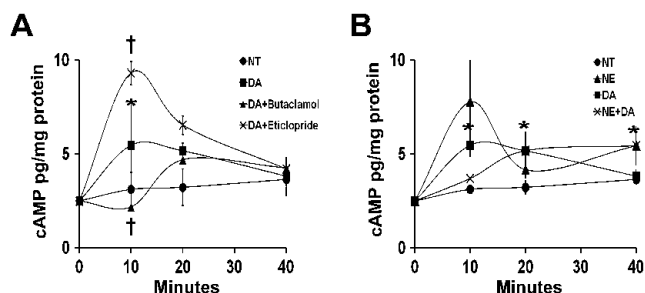 A
B
cAMP pg/mg protein
10
5
0
0 10 20 30 40
Minutes
†
*
†
NT
DA
DA+Butaclamol
DA+Eticlopride
cAMP pg/mg protein
10
5
0
0 10 20 30 40
Minutes
* * *
NT
NE
DA
NE+DA